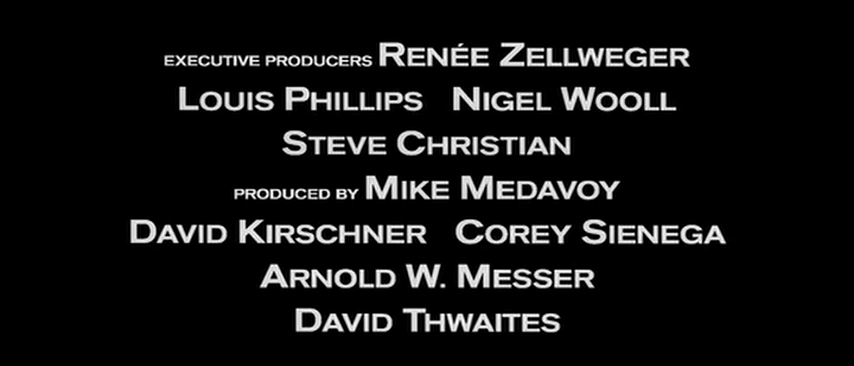 EXECUTIVE PRODUCERS RENÉE ZELLWEGER
LOUIS PHILLIPS NIGEL WOOLL
STEVE CHRISTIAN
PRODUCED BY MIKE MEDAVOY
DAVID KIRSCHNER COREY SIENEGA
ARNOLD W. MESSER
DAVID THWAITES